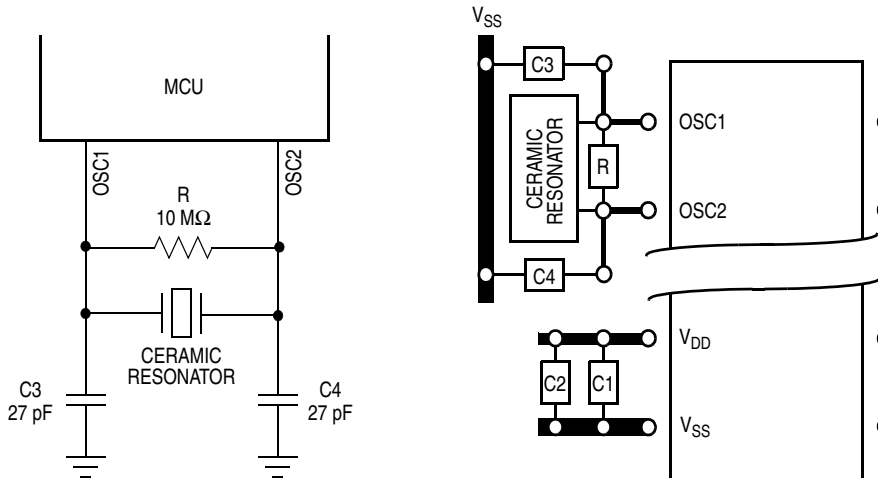 MCU
OSC1
OSC2
R
10 MΩ
CERAMIC
RESONATOR
C3
27 pF
C4
27 pF
VSS
C3
CERAMIC
RESONATOR
R
OSC1
OSC2
C4
VDD
C2
C1
VSS